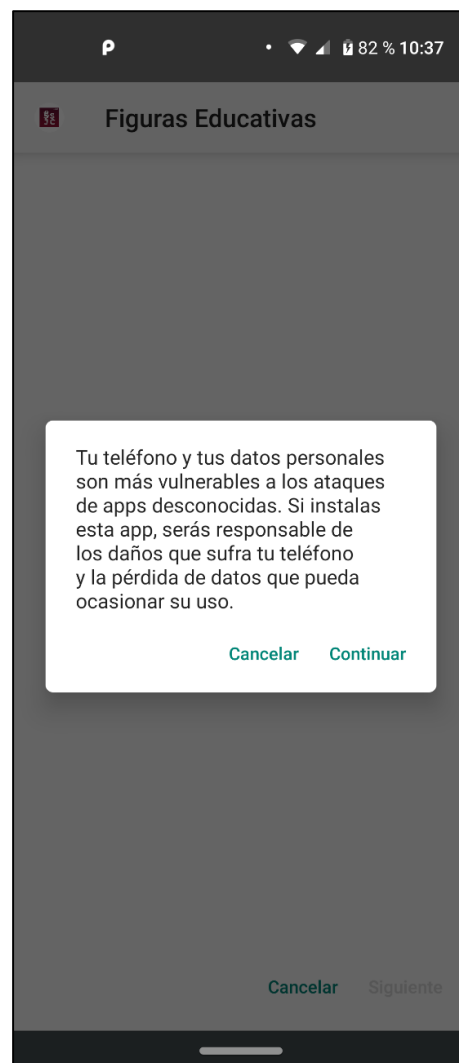 82 % 10:37
Figuras Educativas
Tu teléfono y tus datos personales
son más vulnerables a los ataques
de apps desconocidas. Si instalas
esta app, serás responsable de
los daños que sufra tu teléfono
y la pérdida de datos que pueda
ocasionar su uso.
Cancelar Continuar
Cancelar Siguiente